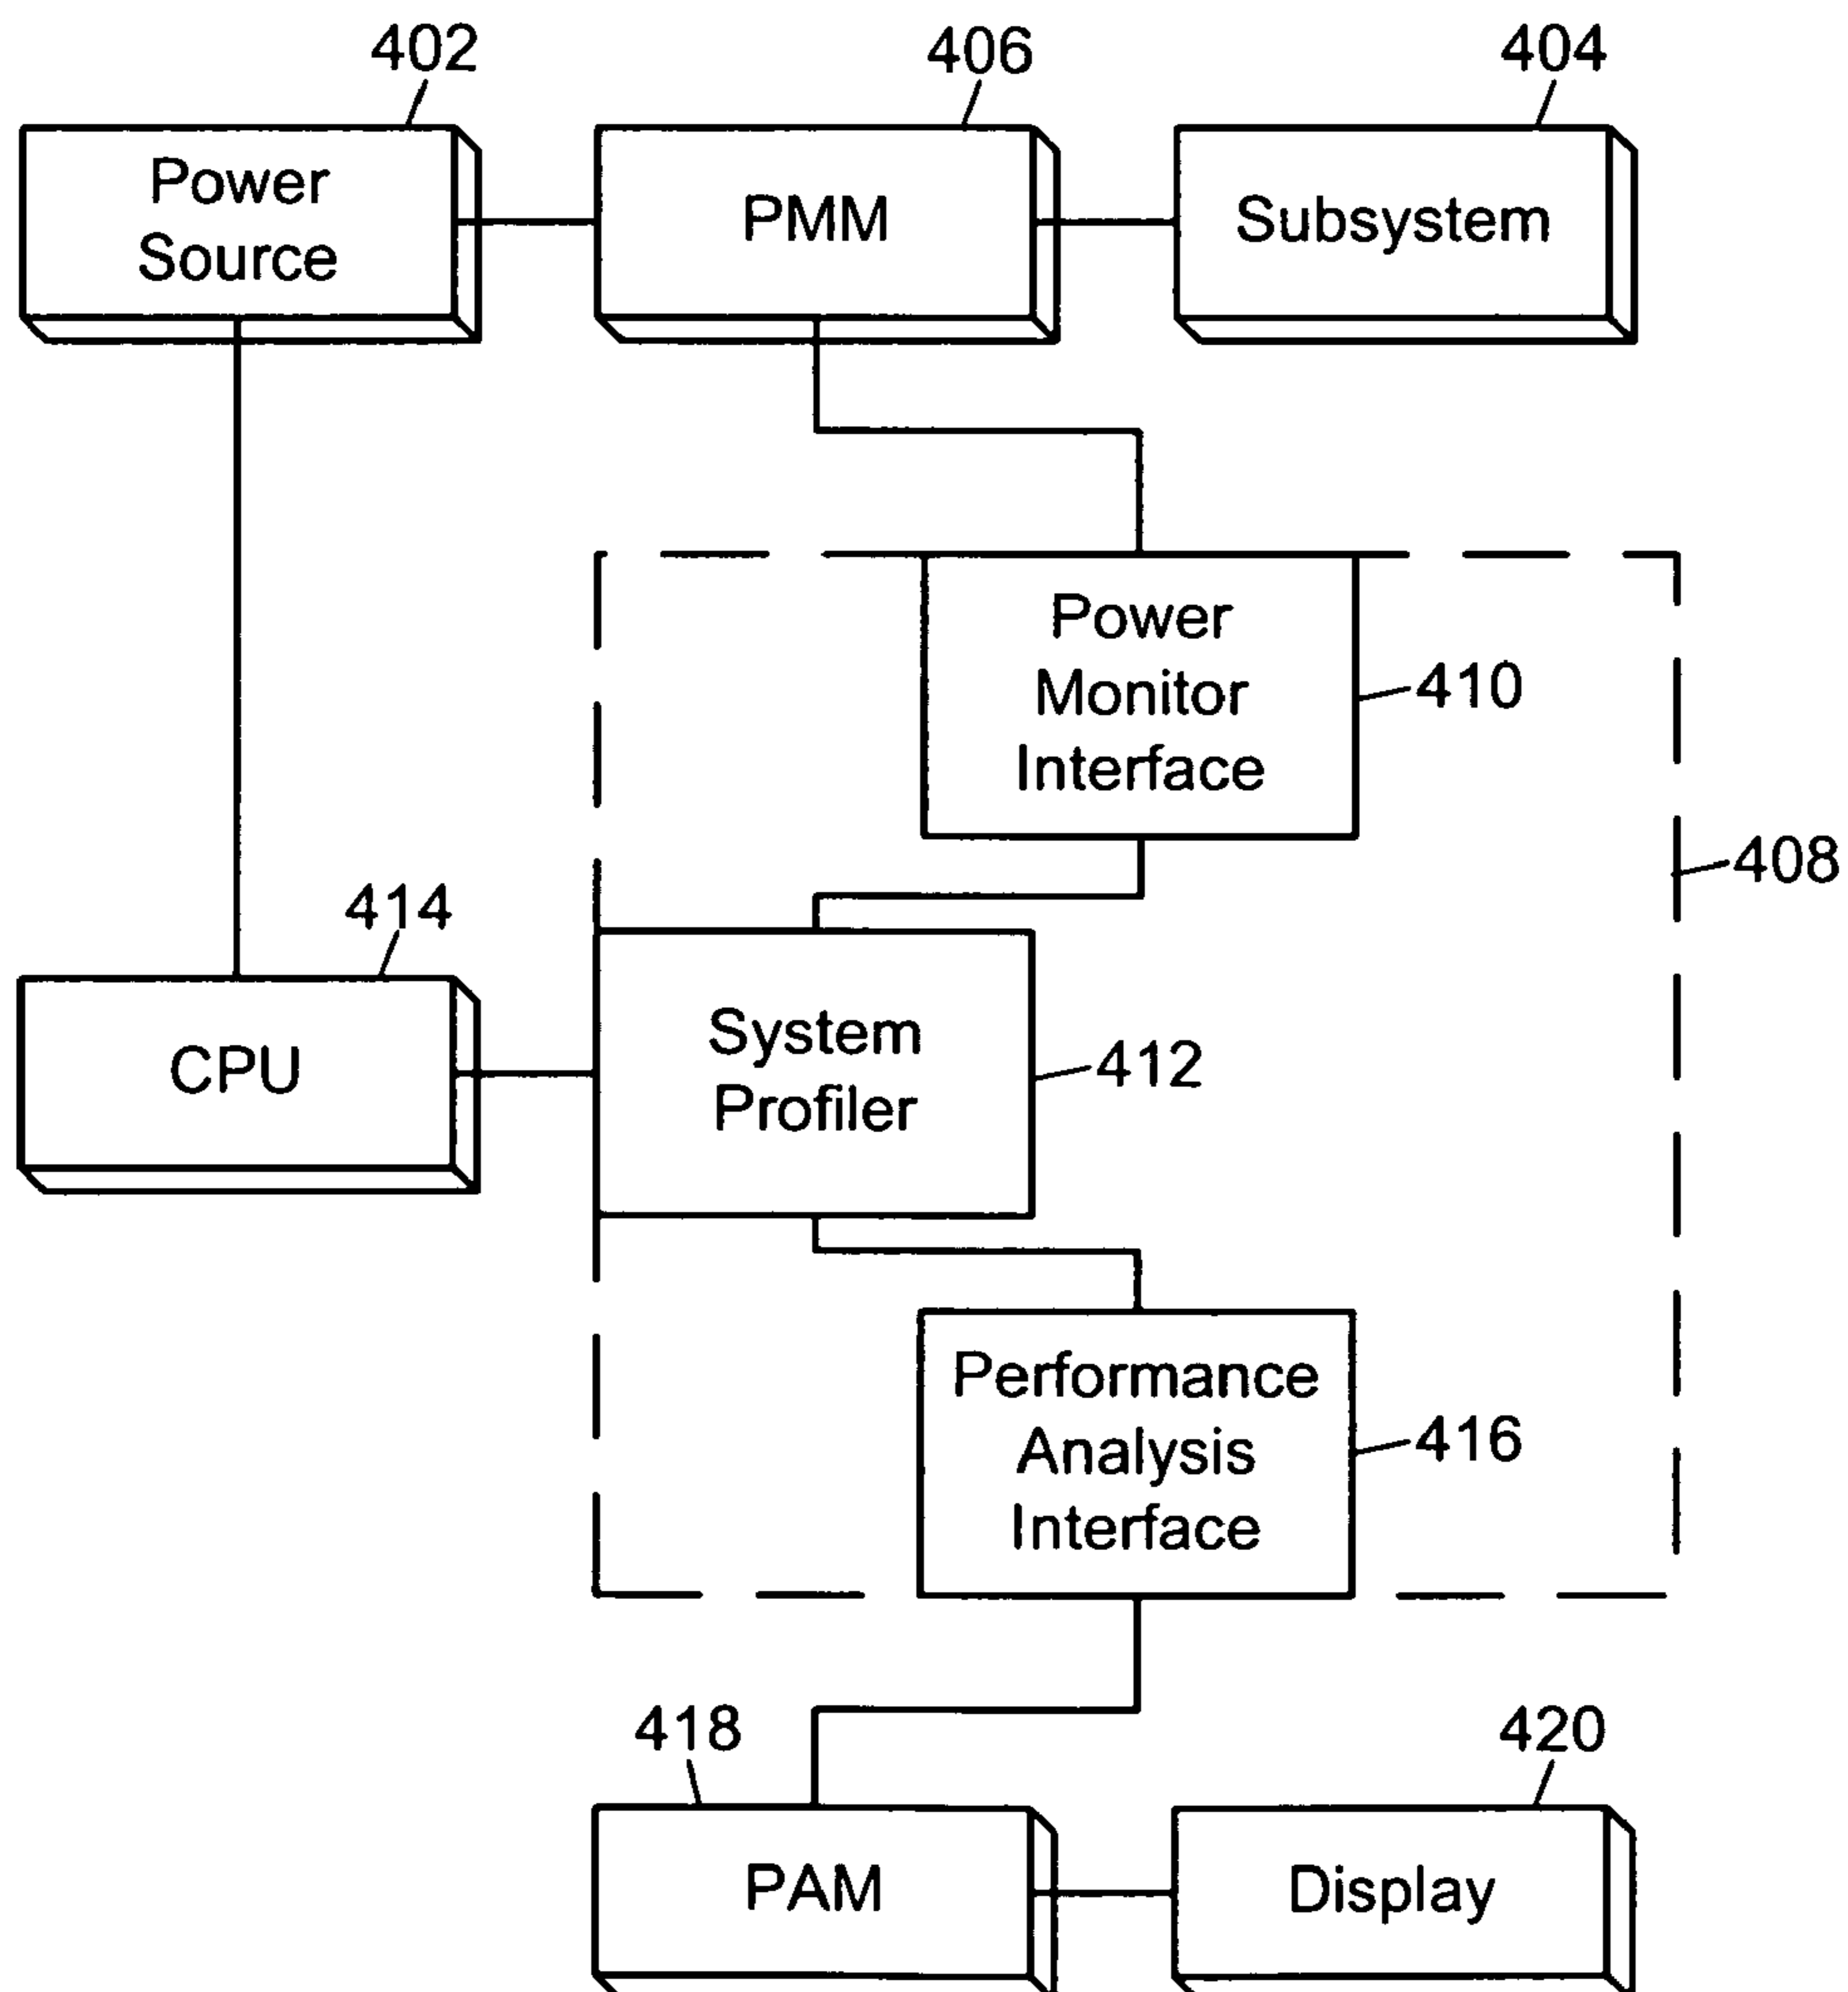 402
406
404
Power
Source
PMM
Subsystem
Power
Monitor
Interface
410
408
414
CPU
System
Profiler
412
Performance
Analysis
Interface
416
418
420
PAM
Display